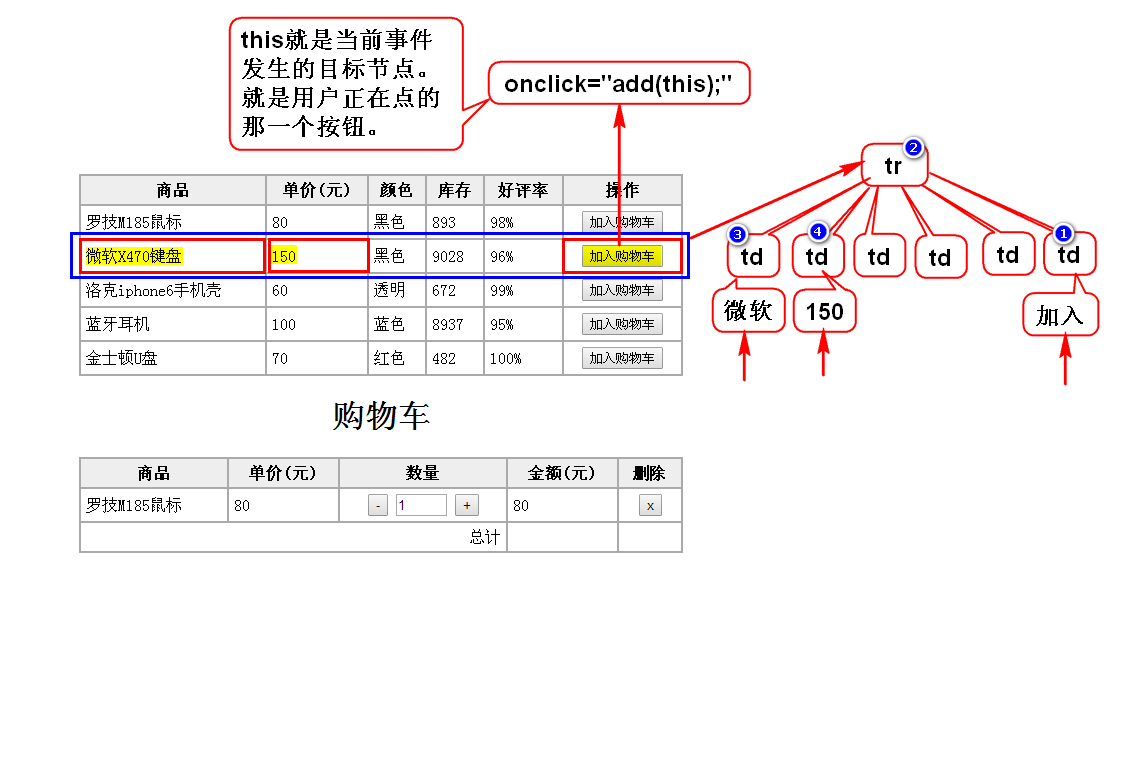 this就是当前事件
发生的目标节点。
就是用户正在点的
那一个按钮。
onclick="add(this);"
商品 单价(元) 颜色 库存 好评率 操作
罗技M185鼠标 80 黑色 893 98% 加入购物车
微软X470键盘 150 黑色 9028 96% 加入购物车
洛克iphone6手机壳 60 透明 672 99% 加入购物车
蓝牙耳机 100 蓝色 8937 95% 加入购物车
金士顿U盘 70 红色 482 100% 加入购物车
tr 2
3 4 1
td td td td td td
微软 150 加入
购物车
商品 单价(元) 数量 金额(元) 删除
罗技M185鼠标 80 - 1 + 80 x
总计